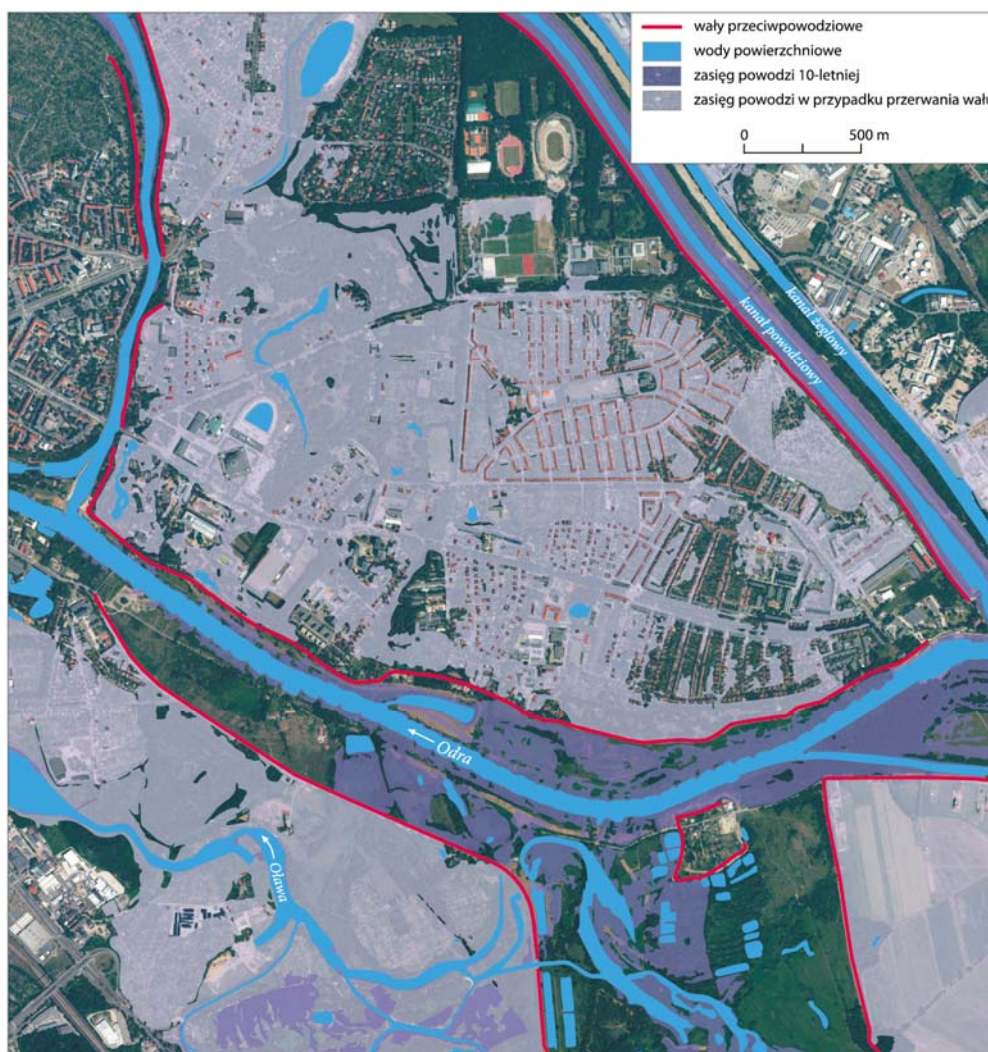 wały przeciwpowodziowe
wody powierzchniowe
zasięg powodzi 10-letniej
zasięg powodzi w przypadku przerwania wału
0 500 m
kanał żeglowy
kanał powodziowy
Odra
Oława